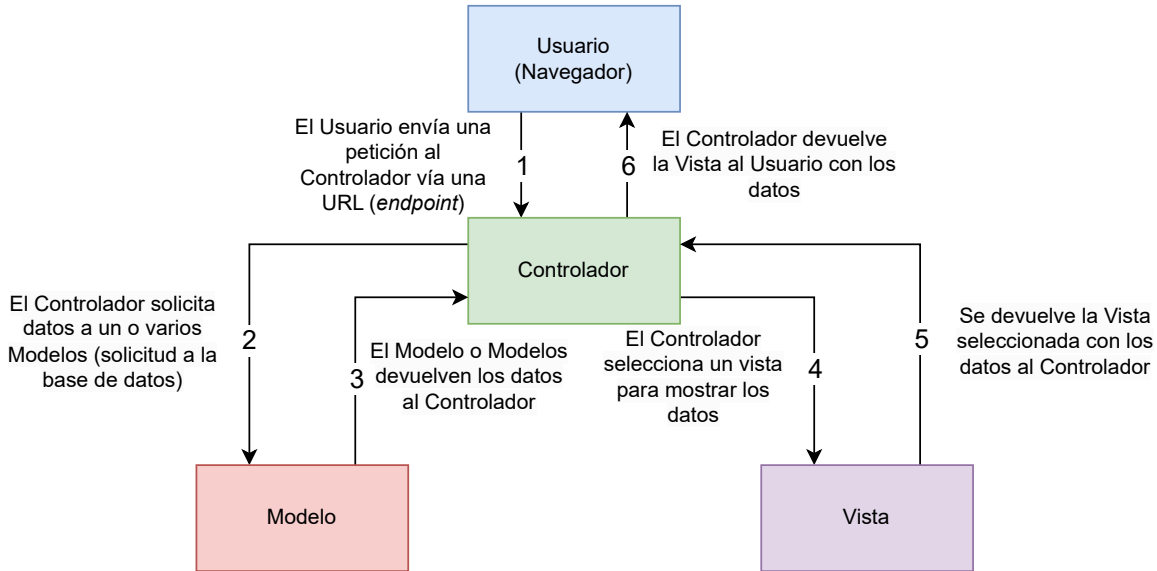 Usuario
(Navegador)
El Usuario envía una
petición al
Controlador vía una
URL (endpoint)
1
6
El Controlador devuelve
la Vista al Usuario con los
datos
Controlador
El Controlador solicita
datos a un o varios
Modelos (solicitud a la
base de datos)
2
3
El Modelo o Modelos
devuelven los datos
al Controlador
El Controlador
selecciona un vista
para mostrar los
datos
4
5
Se devuelve la Vista
seleccionada con los
datos al Controlador
Modelo
Vista